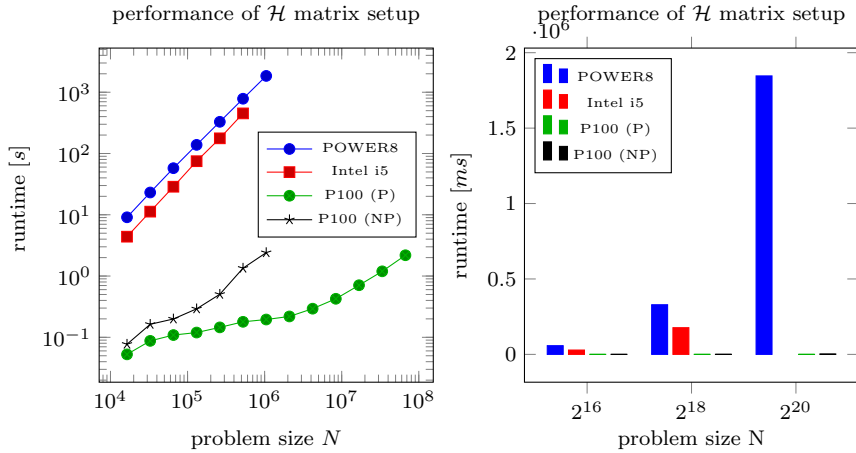 performance of ℋ matrix setup
10³
10²
10¹
10⁰
10⁻¹
10⁴
10⁵
10⁶
10⁷
10⁸
runtime [s]
problem size N
POWER8
Intel i5
P100 (P)
P100 (NP)
performance of ℋ matrix setup
·10⁶
2
1.5
1
0.5
0
2¹⁶
2¹⁸
2²⁰
runtime [ms]
problem size N
POWER8
Intel i5
P100 (P)
P100 (NP)